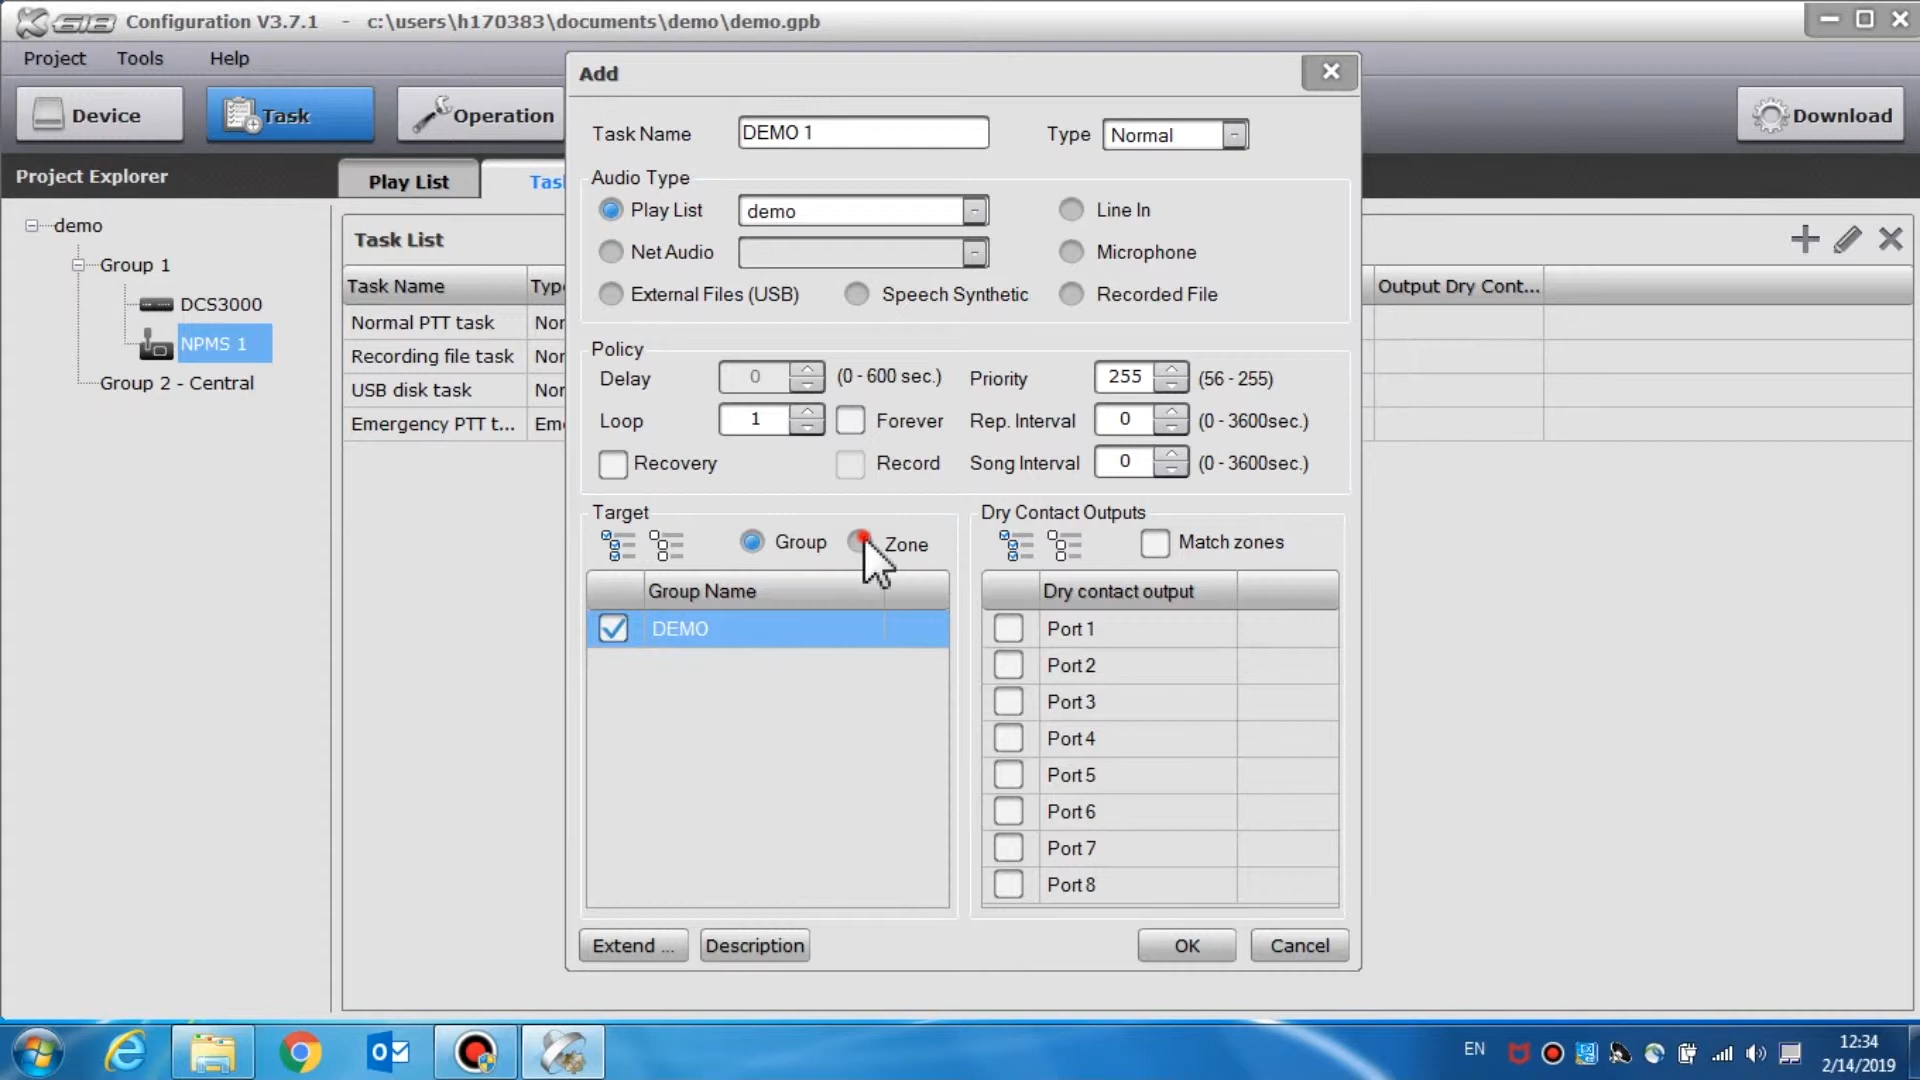 X-618 Configuration V3.7.1 - c:\users\h170383\documents\demo\demo.gpb
Project Tools Help
Device Task Operation Download
Project Explorer
demo
Group 1
DCS3000
NPMS 1
Group 2 - Central
Play List Tas
Task List
Task Name Typ Output Dry Cont...
Normal PTT task Nor
Recording file task Nor
USB disk task Nor
Emergency PTT t... Eme
Add
Task Name DEMO 1 Type Normal
Audio Type
Play List demo Line In
Net Audio Microphone
External Files (USB) Speech Synthetic Recorded File
Policy
Delay 0 (0 - 600 sec.) Priority 255 (56 - 255)
Loop 1 Forever Rep. Interval 0 (0 - 3600sec.)
Recovery Record Song Interval 0 (0 - 3600sec.)
Target
Group Zone
Group Name
DEMO
Dry Contact Outputs
Match zones
Dry contact output
Port 1
Port 2
Port 3
Port 4
Port 5
Port 6
Port 7
Port 8
Extend ... Description OK Cancel
EN 12:34
2/14/2019